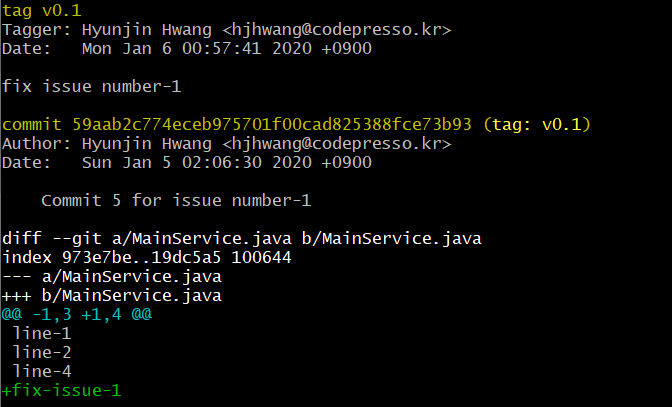 tag v0.1
Tagger: Hyunjin Hwang <hjhwang@codepresso.kr>
Date:   Mon Jan 6 00:57:41 2020 +0900
fix issue number-1
commit 59aab2c774eceb975701f00cad825388fce73b93 (tag: v0.1)
Author: Hyunjin Hwang <hjhwang@codepresso.kr>
Date:   Sun Jan 5 02:06:30 2020 +0900
    Commit 5 for issue number-1
diff --git a/MainService.java b/MainService.java
index 973e7be..19dc5a5 100644
--- a/MainService.java
+++ b/MainService.java
@@ -1,3 +1,4 @@
 line-1
 line-2
 line-4
+fix-issue-1